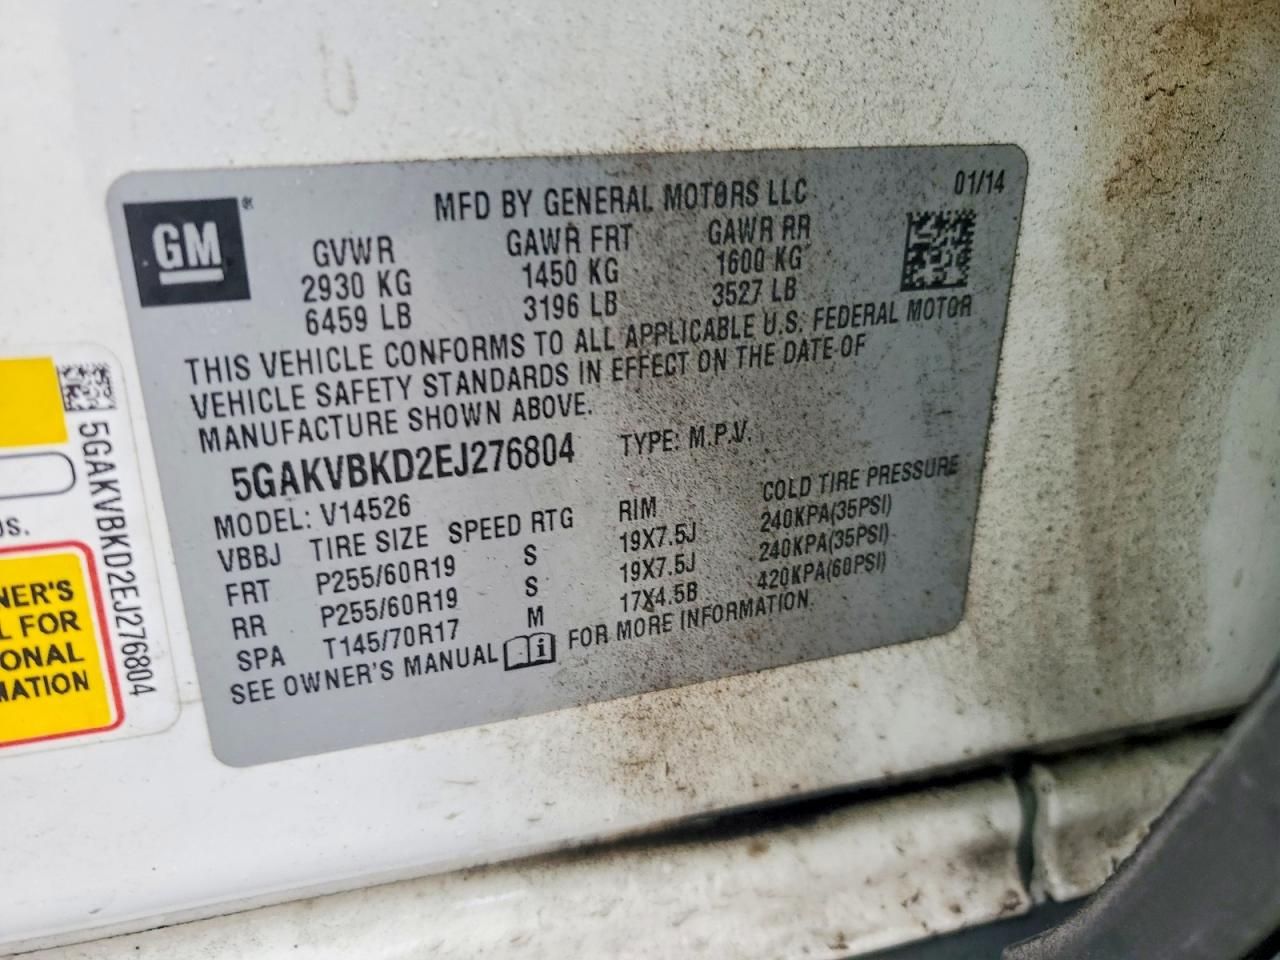 GM
®
MFD BY GENERAL MOTORS LLC
01/14
GVWR GAWR FRT GAWR RR
2930 KG 1450 KG 1600 KG
6459 LB 3196 LB 3527 LB
THIS VEHICLE CONFORMS TO ALL APPLICABLE U.S. FEDERAL MOTOR
VEHICLE SAFETY STANDARDS IN EFFECT ON THE DATE OF
MANUFACTURE SHOWN ABOVE.
5GAKVBKD2EJ276804 TYPE: M.P.V.
MODEL: V14526
VBBJ TIRE SIZE SPEED RTG RIM COLD TIRE PRESSURE
FRT P255/60R19 S 19X7.5J 240KPA(35PSI)
RR P255/60R19 S 19X7.5J 240KPA(35PSI)
SPA T145/70R17 M 17X4.5B 420KPA(60PSI)
SEE OWNER'S MANUAL FOR MORE INFORMATION.
5GAKVBKD2EJ276804
NER'S
L FOR
ONAL
MATION